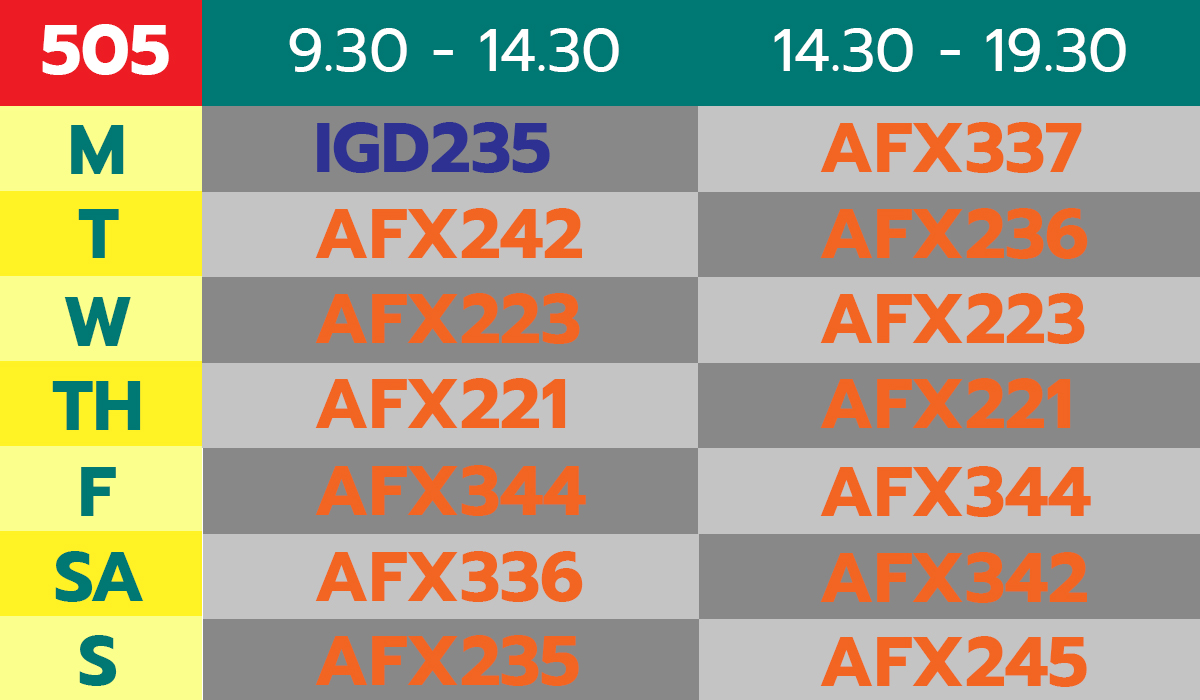 505 9.30 - 14.30 14.30 - 19.30
M IGD235 AFX337
T AFX242 AFX236
W AFX223 AFX223
TH AFX221 AFX221
F AFX344 AFX344
SA AFX336 AFX342
S AFX235 AFX245